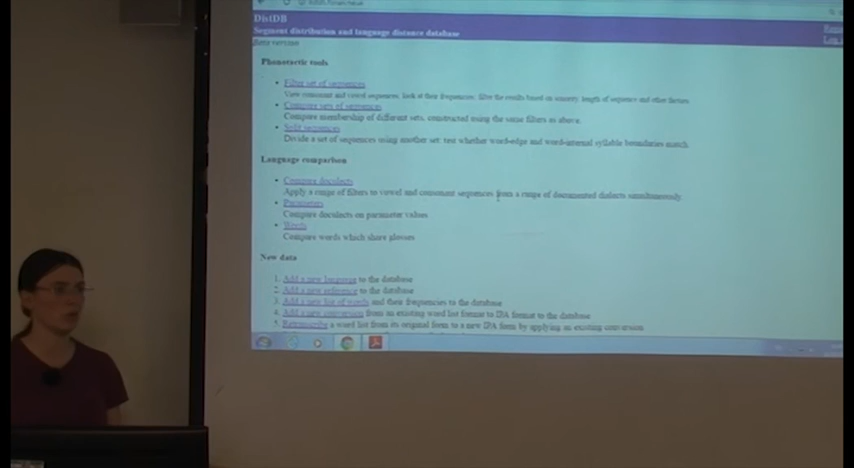 DistDB
Segment distribution and language distance database
Beta version
Phonotactic tools
Filter set of sequences
View consonant and vowel sequences, look at their frequencies, filter the results based on sonority, length of sequence and other factors
Compare sets of sequences
Compare membership of different sets, constructed using the same filters as above.
Split sequences
Divide a set of sequences using another set: test whether word-edge and word-internal syllable boundaries match.
Language comparison
Compare doculects
Apply a range of filters to vowel and consonant sequences from a range of documented dialects simultaneously
Parameters
Compare doculects on parameter values
Words
Compare words which share glosses
New data
1. Add a new language to the database
2. Add a new reference to the database
3. Add a new list of words and their frequencies to the database
4. Add a new conversion from an existing word list format to IPA format to the database
5. Retranscribe a word list from its original form to a new IPA form by applying an existing conversion